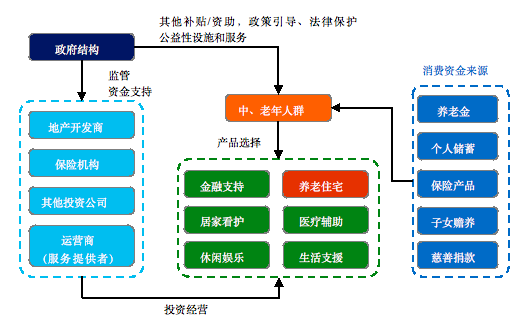 其他补贴/资助，政策引导、法律保护
公益性设施和服务
政府结构
监管
资金支持
消费资金来源
中、老年人群
产品选择
地产开发商
保险机构
其他投资公司
运营商
（服务提供者）
金融支持
养老住宅
居家看护
医疗辅助
休闲娱乐
生活支援
养老金
个人储蓄
保险产品
子女赡养
慈善捐款
投资经营